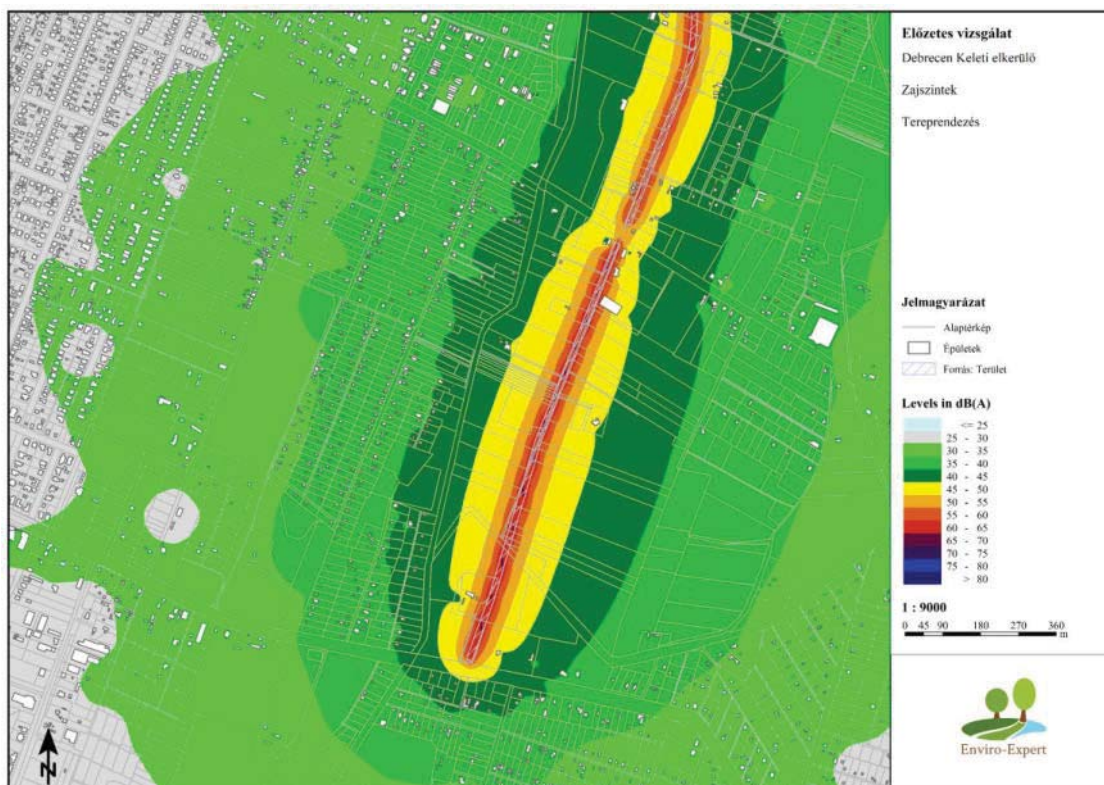 Előzetes vizsgálat
Debrecen Keleti elkerülő
Zajszintek
Tereprendezés
Jelmagyarázat
Alaptérkép
Épületek
Forrás: Terület
Levels in dB(A)
<= 25
25 - 30
30 - 35
35 - 40
40 - 45
45 - 50
50 - 55
55 - 60
60 - 65
65 - 70
70 - 75
75 - 80
> 80
1 : 9000
0 45 90 180 270 360
m
Enviro-Expert
N